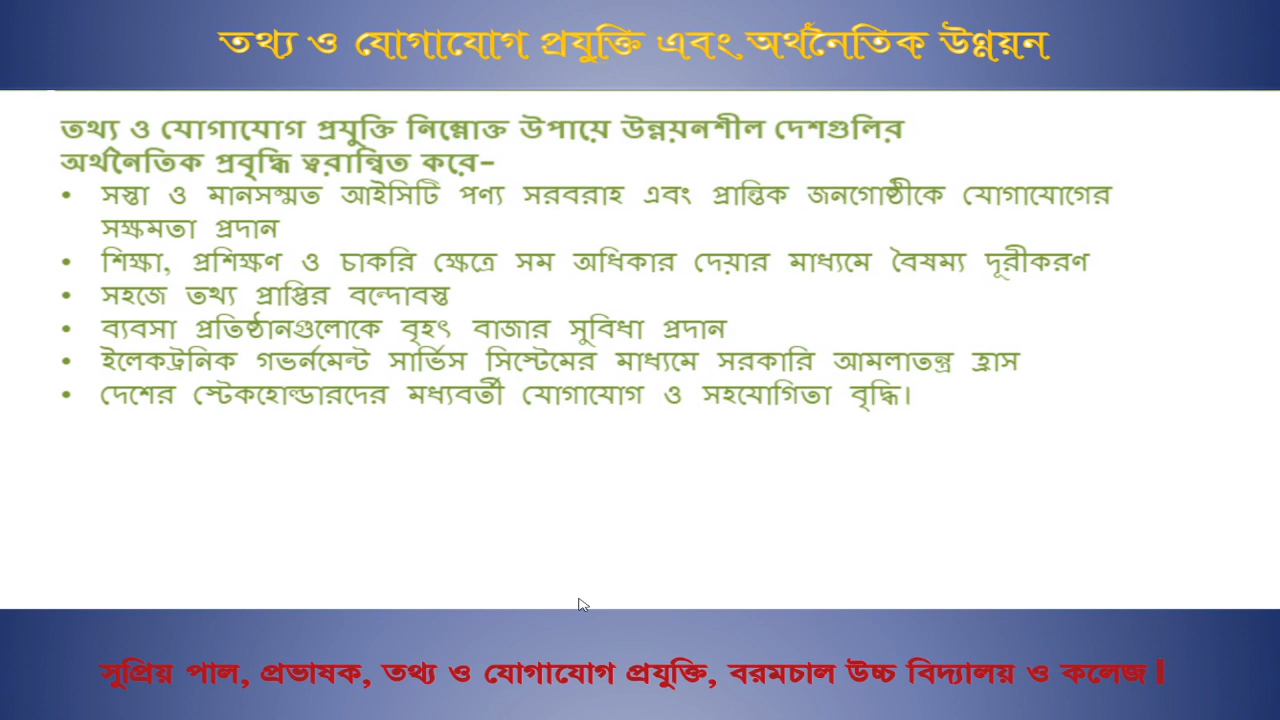 তথ্য ও যোগাযোগ প্রযুক্তি এবং অর্থনৈতিক উণ্ণয়ন
তথ্য ও যোগাযোগ প্রযুক্তি নিম্নোক্ত উপায়ে উন্নয়নশীল দেশগুলির
অর্থনৈতিক প্রবৃদ্ধি ত্বরান্বিত করে–
• সস্তা ও মানসম্মত আইসিটি পণ্য সরবরাহ এবং প্রান্তিক জনগোষ্ঠীকে যোগাযোগের
সক্ষমতা প্রদান
• শিক্ষা, প্রশিক্ষণ ও চাকরি ক্ষেত্রে সম অধিকার দেয়ার মাধ্যমে বৈষম্য দূরীকরণ
• সহজে তথ্য প্রাপ্তির বন্দোবস্ত
• ব্যবসা প্রতিষ্ঠানগুলোকে বৃহৎ বাজার সুবিধা প্রদান
• ইলেকট্রনিক গভর্নমেন্ট সার্ভিস সিস্টেমের মাধ্যমে সরকারি আমলাতন্ত্র হ্রাস
• দেশের স্টেকহোল্ডারদের মধ্যবর্তী যোগাযোগ ও সহযোগিতা বৃদ্ধি।
সুপ্রিয় পাল, প্রভাষক, তথ্য ও যোগাযোগ প্রযুক্তি, বরমচাল উচ্চ বিদ্যালয় ও কলেজ।